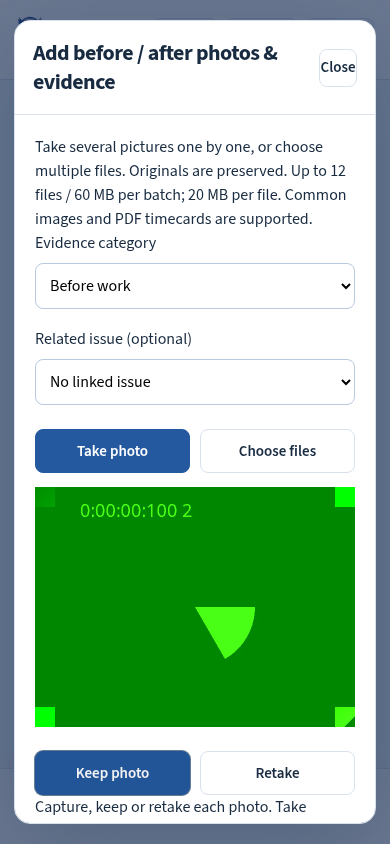 Add before / after photos &
evidence
Close
Take several pictures one by one, or choose
multiple files. Originals are preserved. Up to 12
files / 60 MB per batch; 20 MB per file. Common
images and PDF timecards are supported.
Evidence category
Before work
Related issue (optional)
No linked issue
Take photo
Choose files
0:00:00:100 2
Keep photo
Retake
Capture, keep or retake each photo. Take